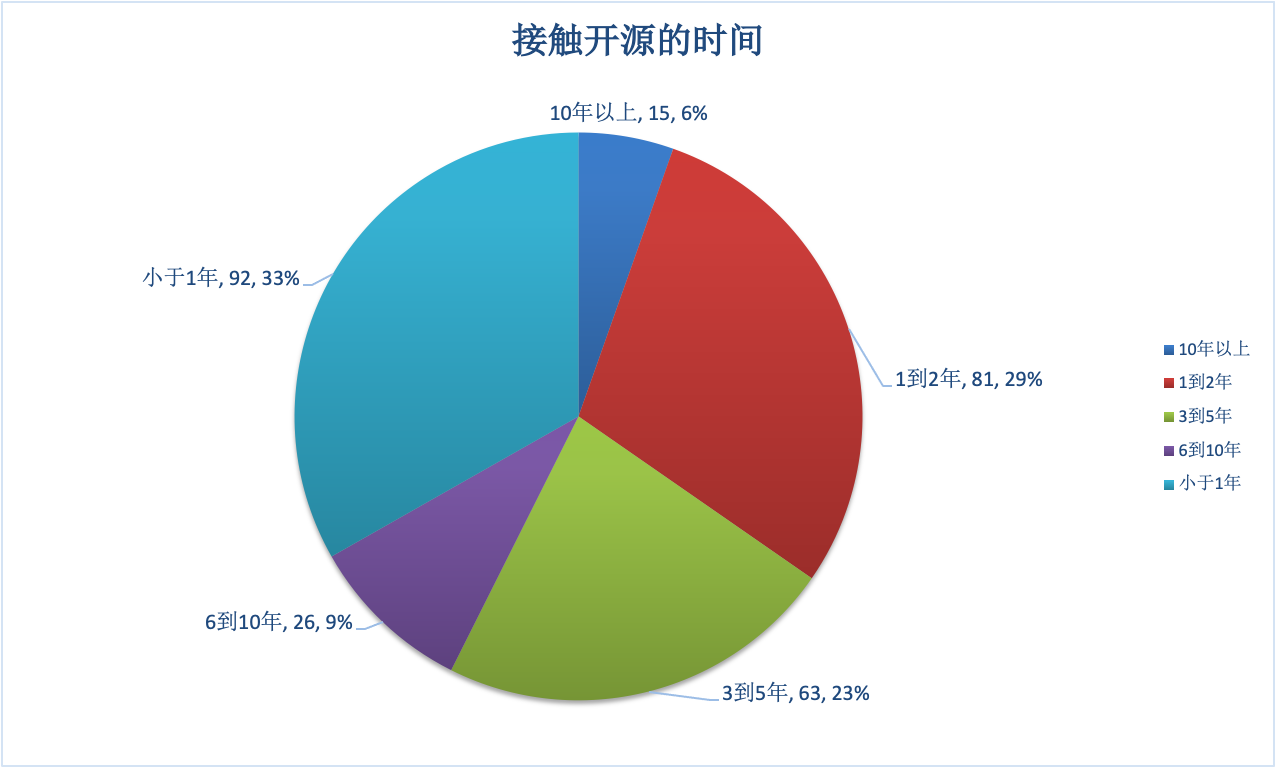 接触开源的时间
10年以上, 15, 6%
小于1年, 92, 33%
1到2年, 81, 29%
6到10年, 26, 9%
3到5年, 63, 23%
10年以上
1到2年
3到5年
6到10年
小于1年